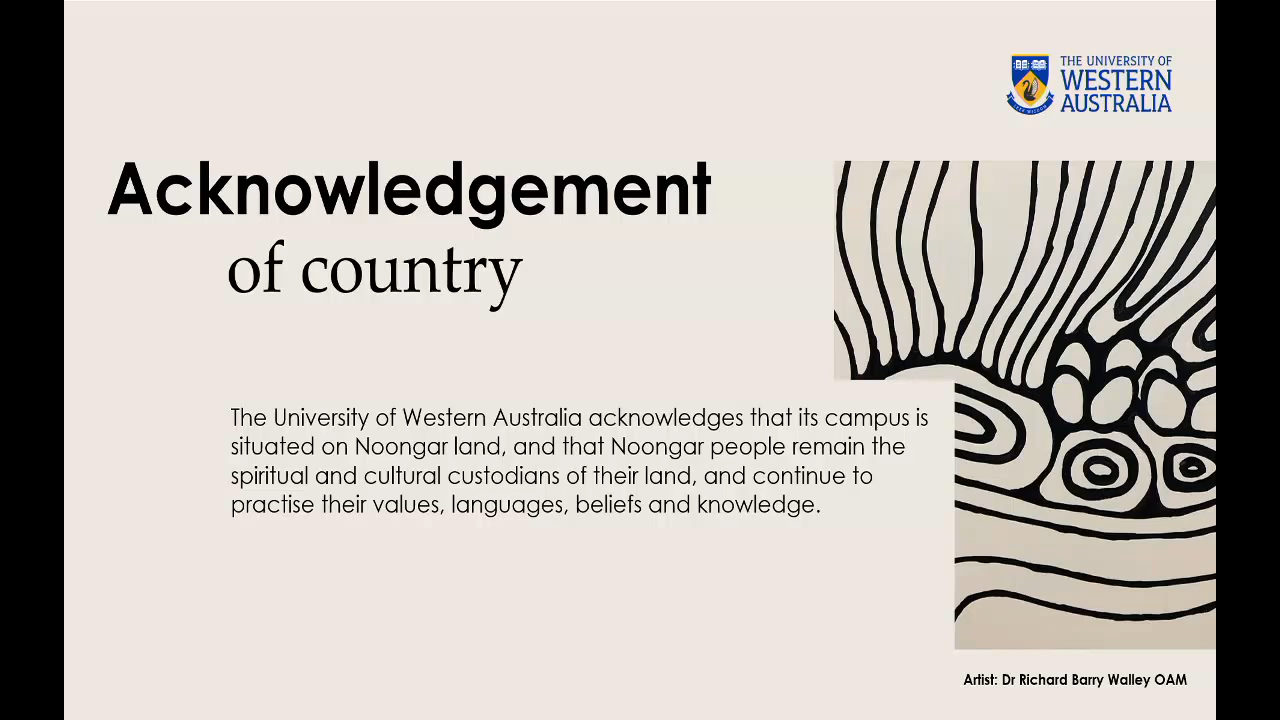 THE UNIVERSITY OF
WESTERN
AUSTRALIA
Acknowledgement
of country
The University of Western Australia acknowledges that its campus is
situated on Noongar land, and that Noongar people remain the
spiritual and cultural custodians of their land, and continue to
practise their values, languages, beliefs and knowledge.
Artist: Dr Richard Barry Walley OAM